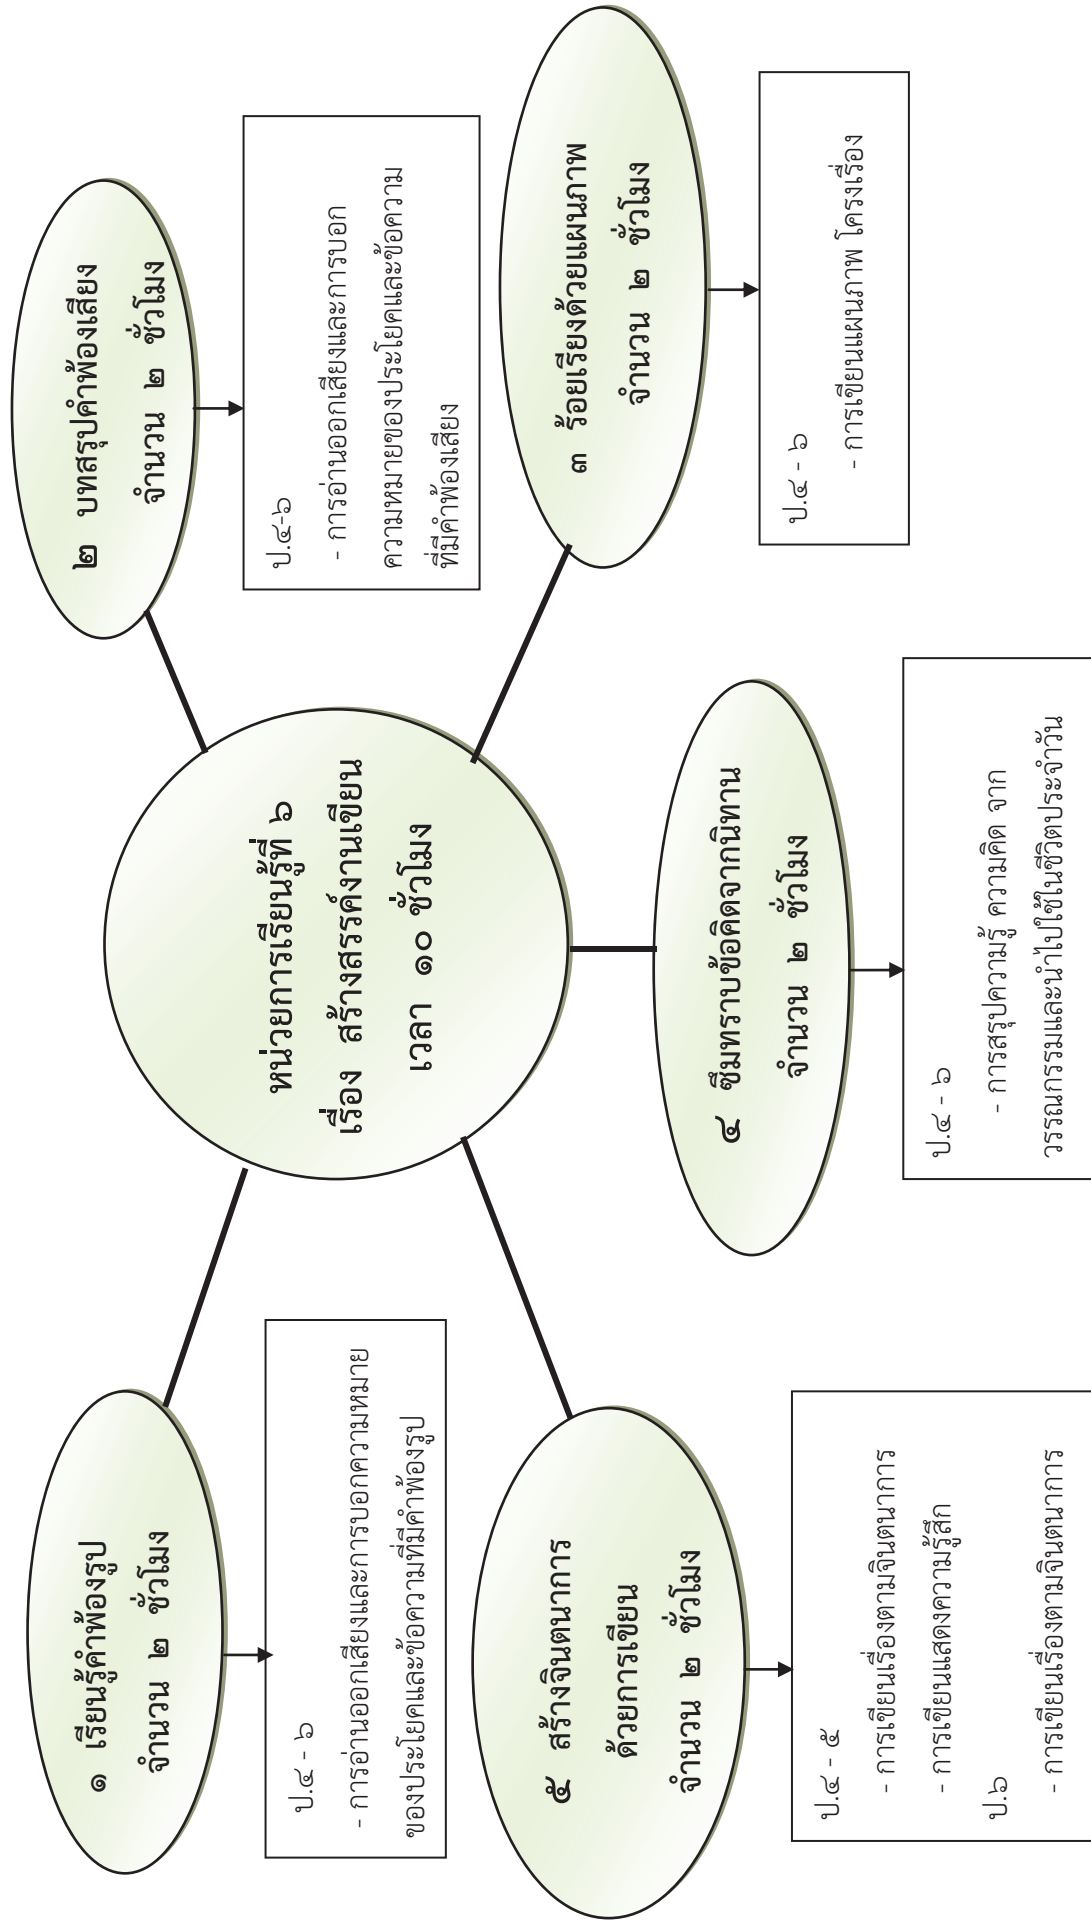 หน่วยการเรียนรู้ที่ ๖
เรื่อง สร้างสรรค์งานเขียน
เวลา ๑๐ ชั่วโมง
๑ เรียนรู้คำพ้องรูป
จำนวน ๒ ชั่วโมง
ป.๔ - ๖
- การอ่านออกเสียงและการบอกความหมาย
ของประโยคและข้อความที่มีคำพ้องรูป
๒ บทสรุปคำพ้องเสียง
จำนวน ๒ ชั่วโมง
ป.๔-๖
- การอ่านออกเสียงและการบอก
ความหมายของประโยคและข้อความ
ที่มีคำพ้องเสียง
๓ ร้อยเรียงด้วยแผนภาพ
จำนวน ๒ ชั่วโมง
ป.๔ - ๖
- การเขียนแผนภาพ โครงเรื่อง
๔ ซึมทราบข้อคิดจากนิทาน
จำนวน ๒ ชั่วโมง
ป.๔ - ๖
- การสรุปความรู้ ความคิด จาก
วรรณกรรมและนำไปใช้ในชีวิตประจำวัน
๕ สร้างจินตนาการ
ด้วยการเขียน
จำนวน ๒ ชั่วโมง
ป.๔ - ๕
- การเขียนเรื่องตามจินตนาการ
- การเขียนแสดงความรู้สึก
ป.๖
- การเขียนเรื่องตามจินตนาการ